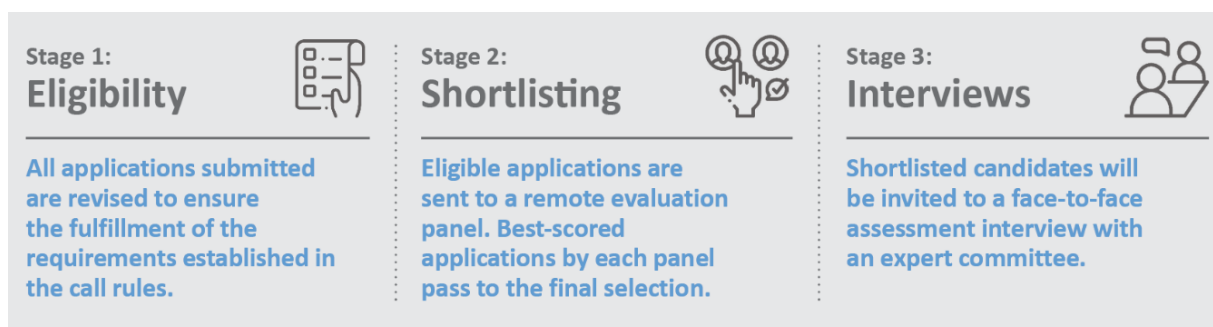 Stage 1:
Eligibility
All applications submitted
are revised to ensure
the fulfillment of the
requirements established in
the call rules.
Stage 2:
Shortlisting
Eligible applications are
sent to a remote evaluation
panel. Best-scored
applications by each panel
pass to the final selection.
Stage 3:
Interviews
Shortlisted candidates will
be invited to a face-to-face
assessment interview with
an expert committee.